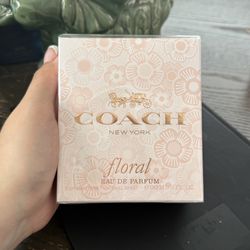 COACH
NEW YORK
floral
EAU DE PARFUM